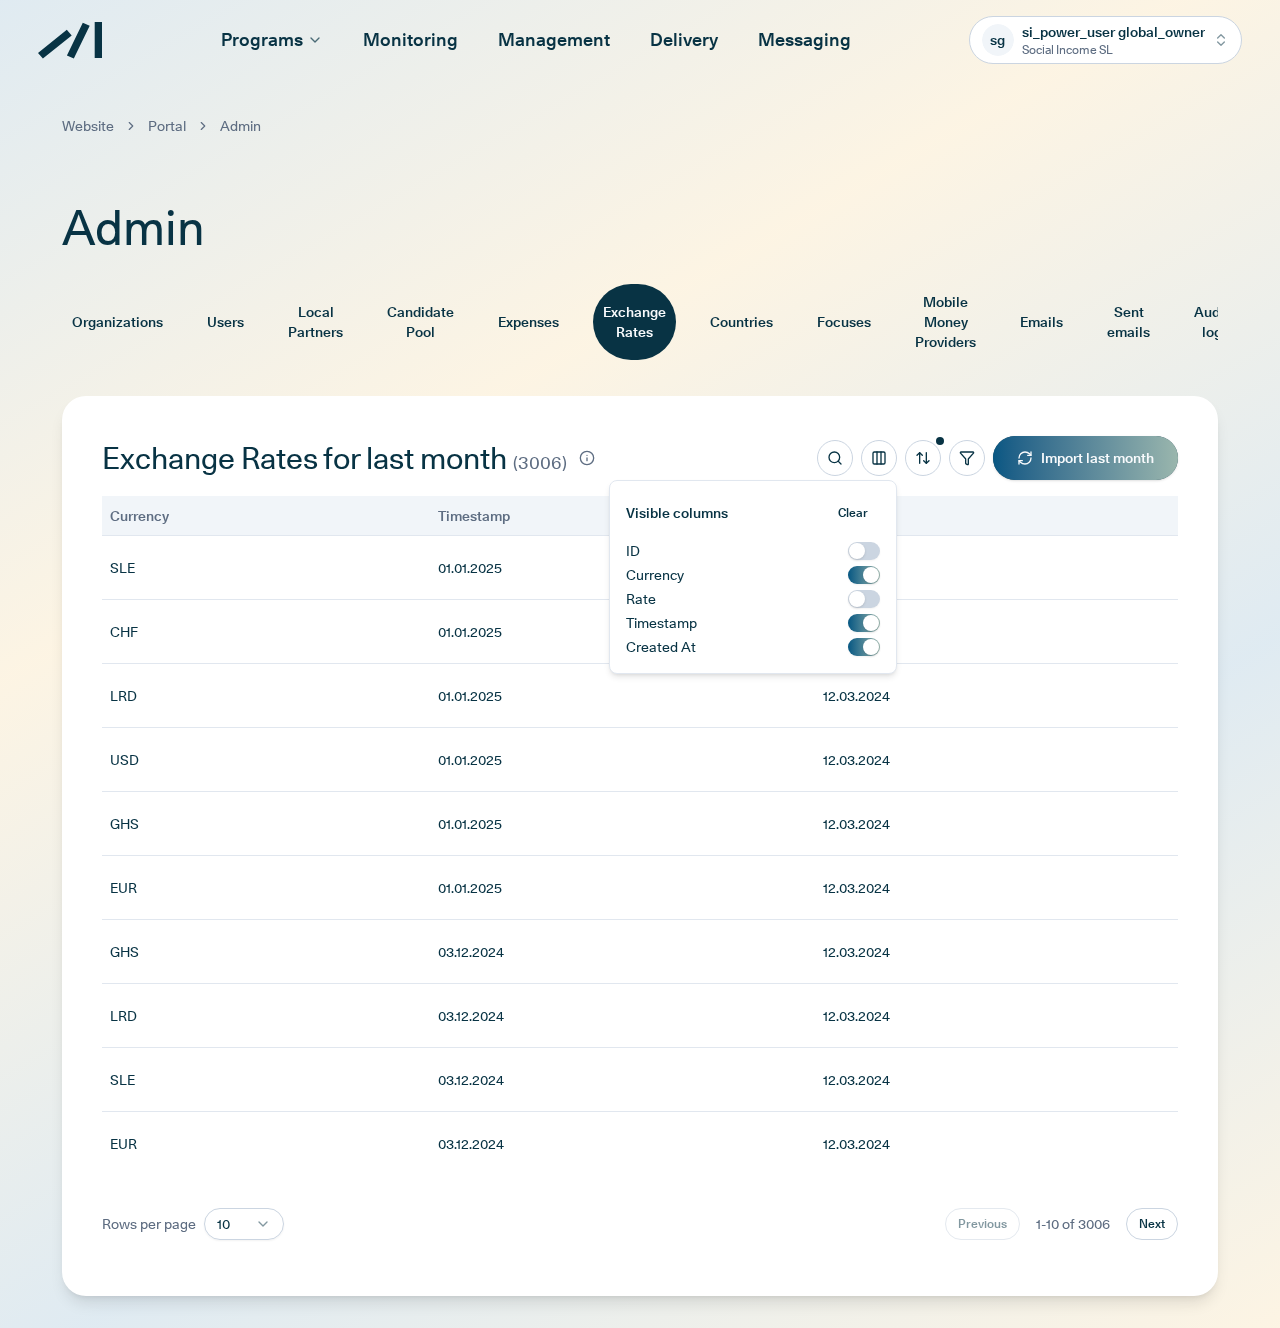 Programs Monitoring Management Delivery Messaging
sg si_power_user global_owner
Social Income SL
Website Portal Admin
Admin
Organizations Users Local Partners Candidate Pool Expenses Exchange Rates Countries Focuses Mobile Money Providers Emails Sent emails
Exchange Rates for last month (3006) Import last month
Currency Timestamp
Visible columns Clear
ID
Currency
Rate
Timestamp
Created At
SLE 01.01.2025
CHF 01.01.2025
LRD 01.01.2025 12.03.2024
USD 01.01.2025 12.03.2024
GHS 01.01.2025 12.03.2024
EUR 01.01.2025 12.03.2024
GHS 03.12.2024 12.03.2024
LRD 03.12.2024 12.03.2024
SLE 03.12.2024 12.03.2024
EUR 03.12.2024 12.03.2024
Rows per page 10 Previous 1-10 of 3006 Next